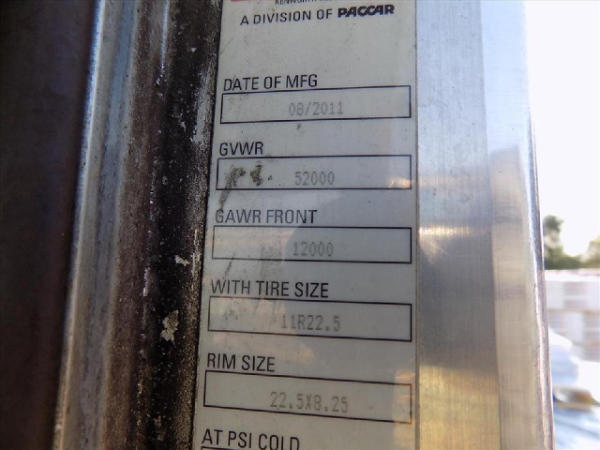 A DIVISION OF PACCAR
DATE OF MFG
08/2011
GVWR
52000
GAWR FRONT
12000
WITH TIRE SIZE
11R22.5
RIM SIZE
22.5X8.25
AT PSI COLD